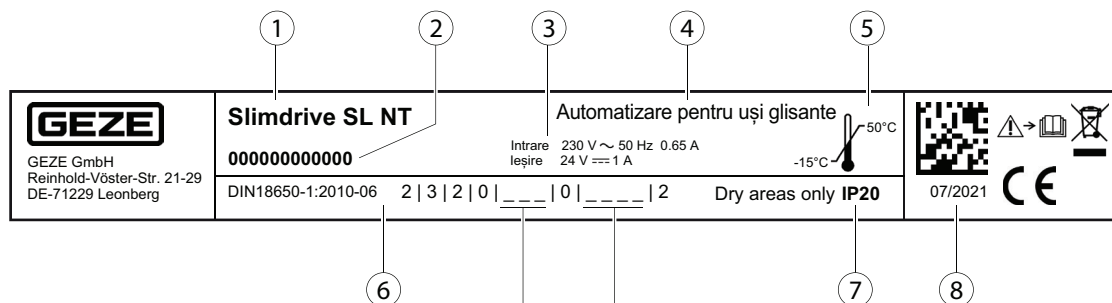 1 2 3 4 5
GEZE
GEZE GmbH
Reinhold-Vöster-Str. 21-29
DE-71229 Leonberg
Slimdrive SL NT
000000000000
Automatizare pentru uși glisante
Intrare 230 V ~ 50 Hz 0.65 A
Ieșire 24 V ⎓ 1 A
50°C
-15°C
DIN18650-1:2010-06 2|3|2|0|_ _ _|0|_ _ _ _|2 Dry areas only IP20
07/2021
CE
6 7 8